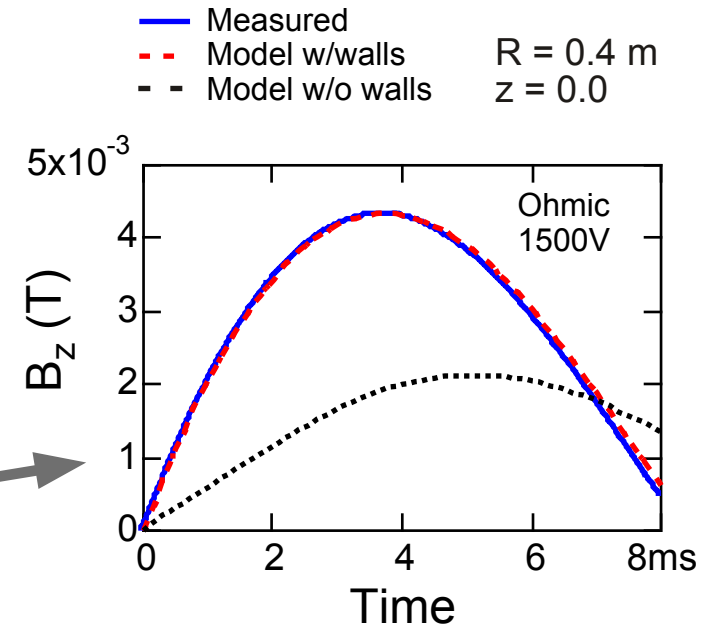 Measured
Model w/walls
Model w/o walls
R = 0.4 m
z = 0.0
5x10⁻³
4
3
2
1
0
B_z (T)
Ohmic
1500V
0 2 4 6 8ms
Time